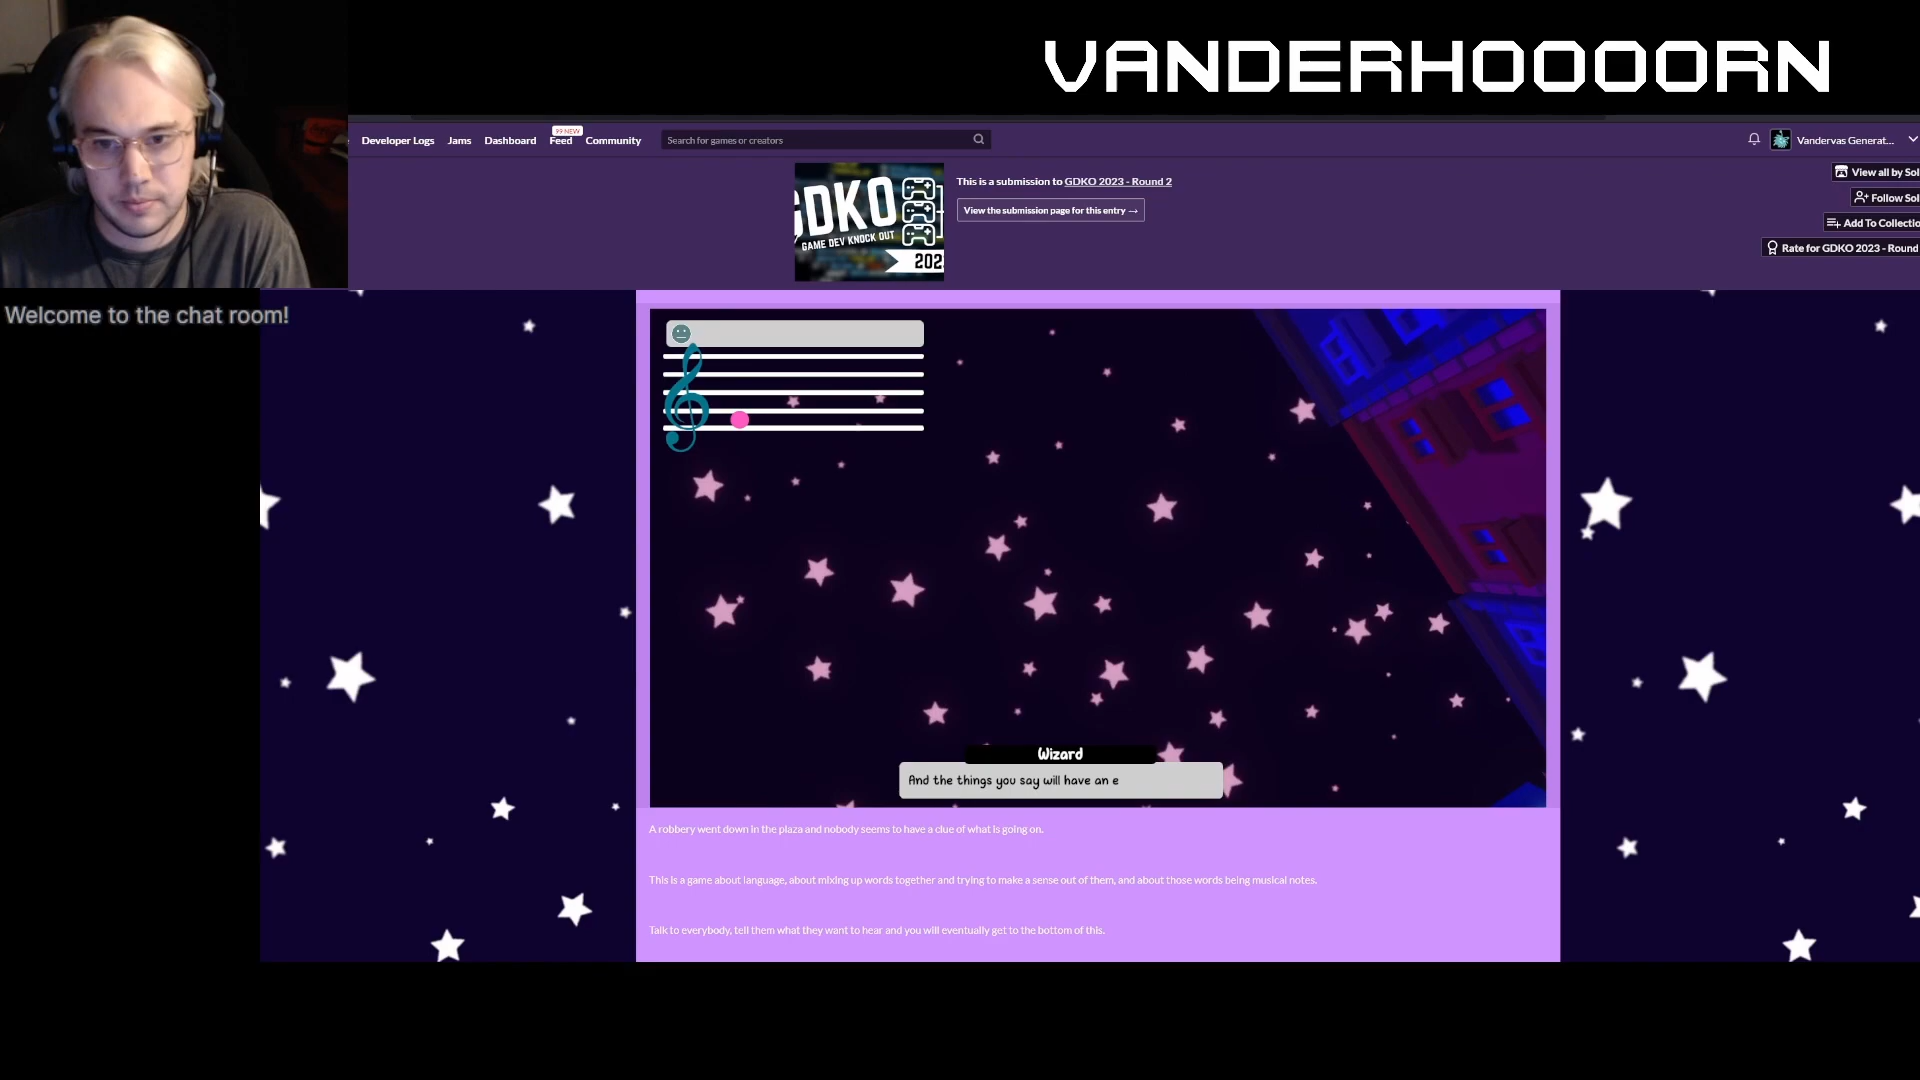 VANDERHOOOORN
Developer Logs Jams Dashboard Feed Community
99 NEW
Search for games or creators
Vandervas Generat...
GDKO
GAME DEV KNOCK OUT
202
This is a submission to GDKO 2023 - Round 2
View the submission page for this entry →
View all by Sol
Follow Sol
Add To Collectio
Rate for GDKO 2023 - Round
Welcome to the chat room!
Wizard
And the things you say will have an e
A robbery went down in the plaza and nobody seems to have a clue of what is going on.
This is a game about language, about mixing up words together and trying to make a sense out of them, and about those words being musical notes.
Talk to everybody, tell them what they want to hear and you will eventually get to the bottom of this.